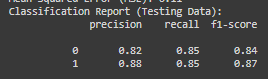 Classification Report (Testing Data):
precision recall f1-score
0 0.82 0.85 0.84
1 0.88 0.85 0.87